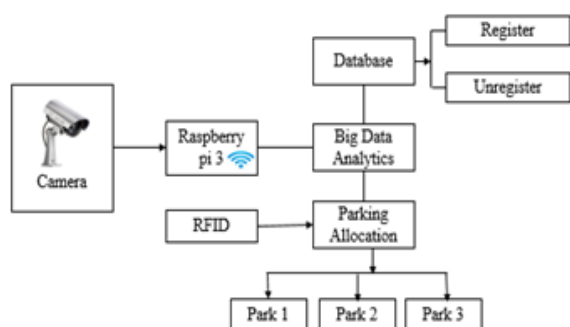 Register
Database
Unregister
Raspberry
pi 3
Big Data
Analytics
Camera
RFID
Parking
Allocation
Park 1
Park 2
Park 3